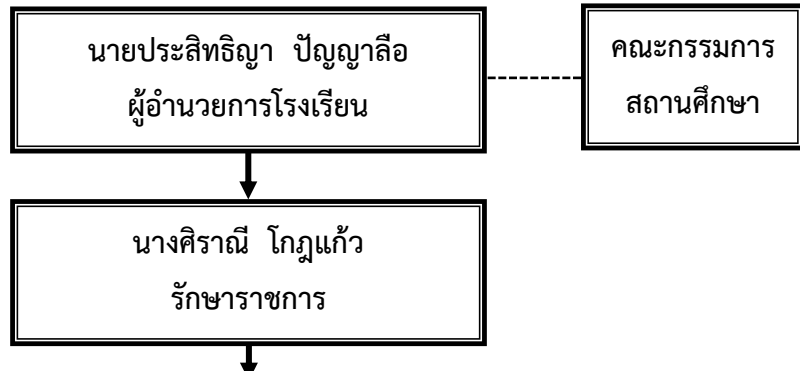 นายประสิทธิญา ปัญญาลือ
ผู้อำนวยการโรงเรียน
คณะกรรมการ
สถานศึกษา
นางศิราณี โกฎแก้ว
รักษาราชการ